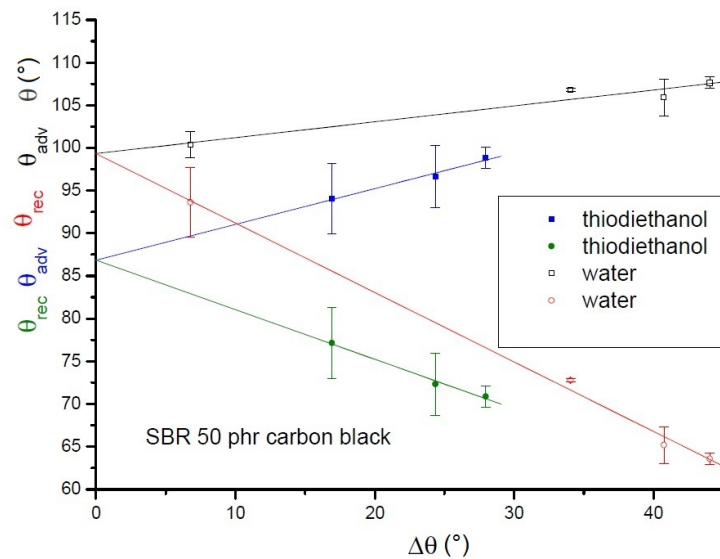 θrec θadv θrec θadv θ (°)
115
110
105
100
95
90
85
80
75
70
65
60
thiodiethanol
thiodiethanol
water
water
SBR 50 phr carbon black
0 10 20 30 40
Δθ (°)